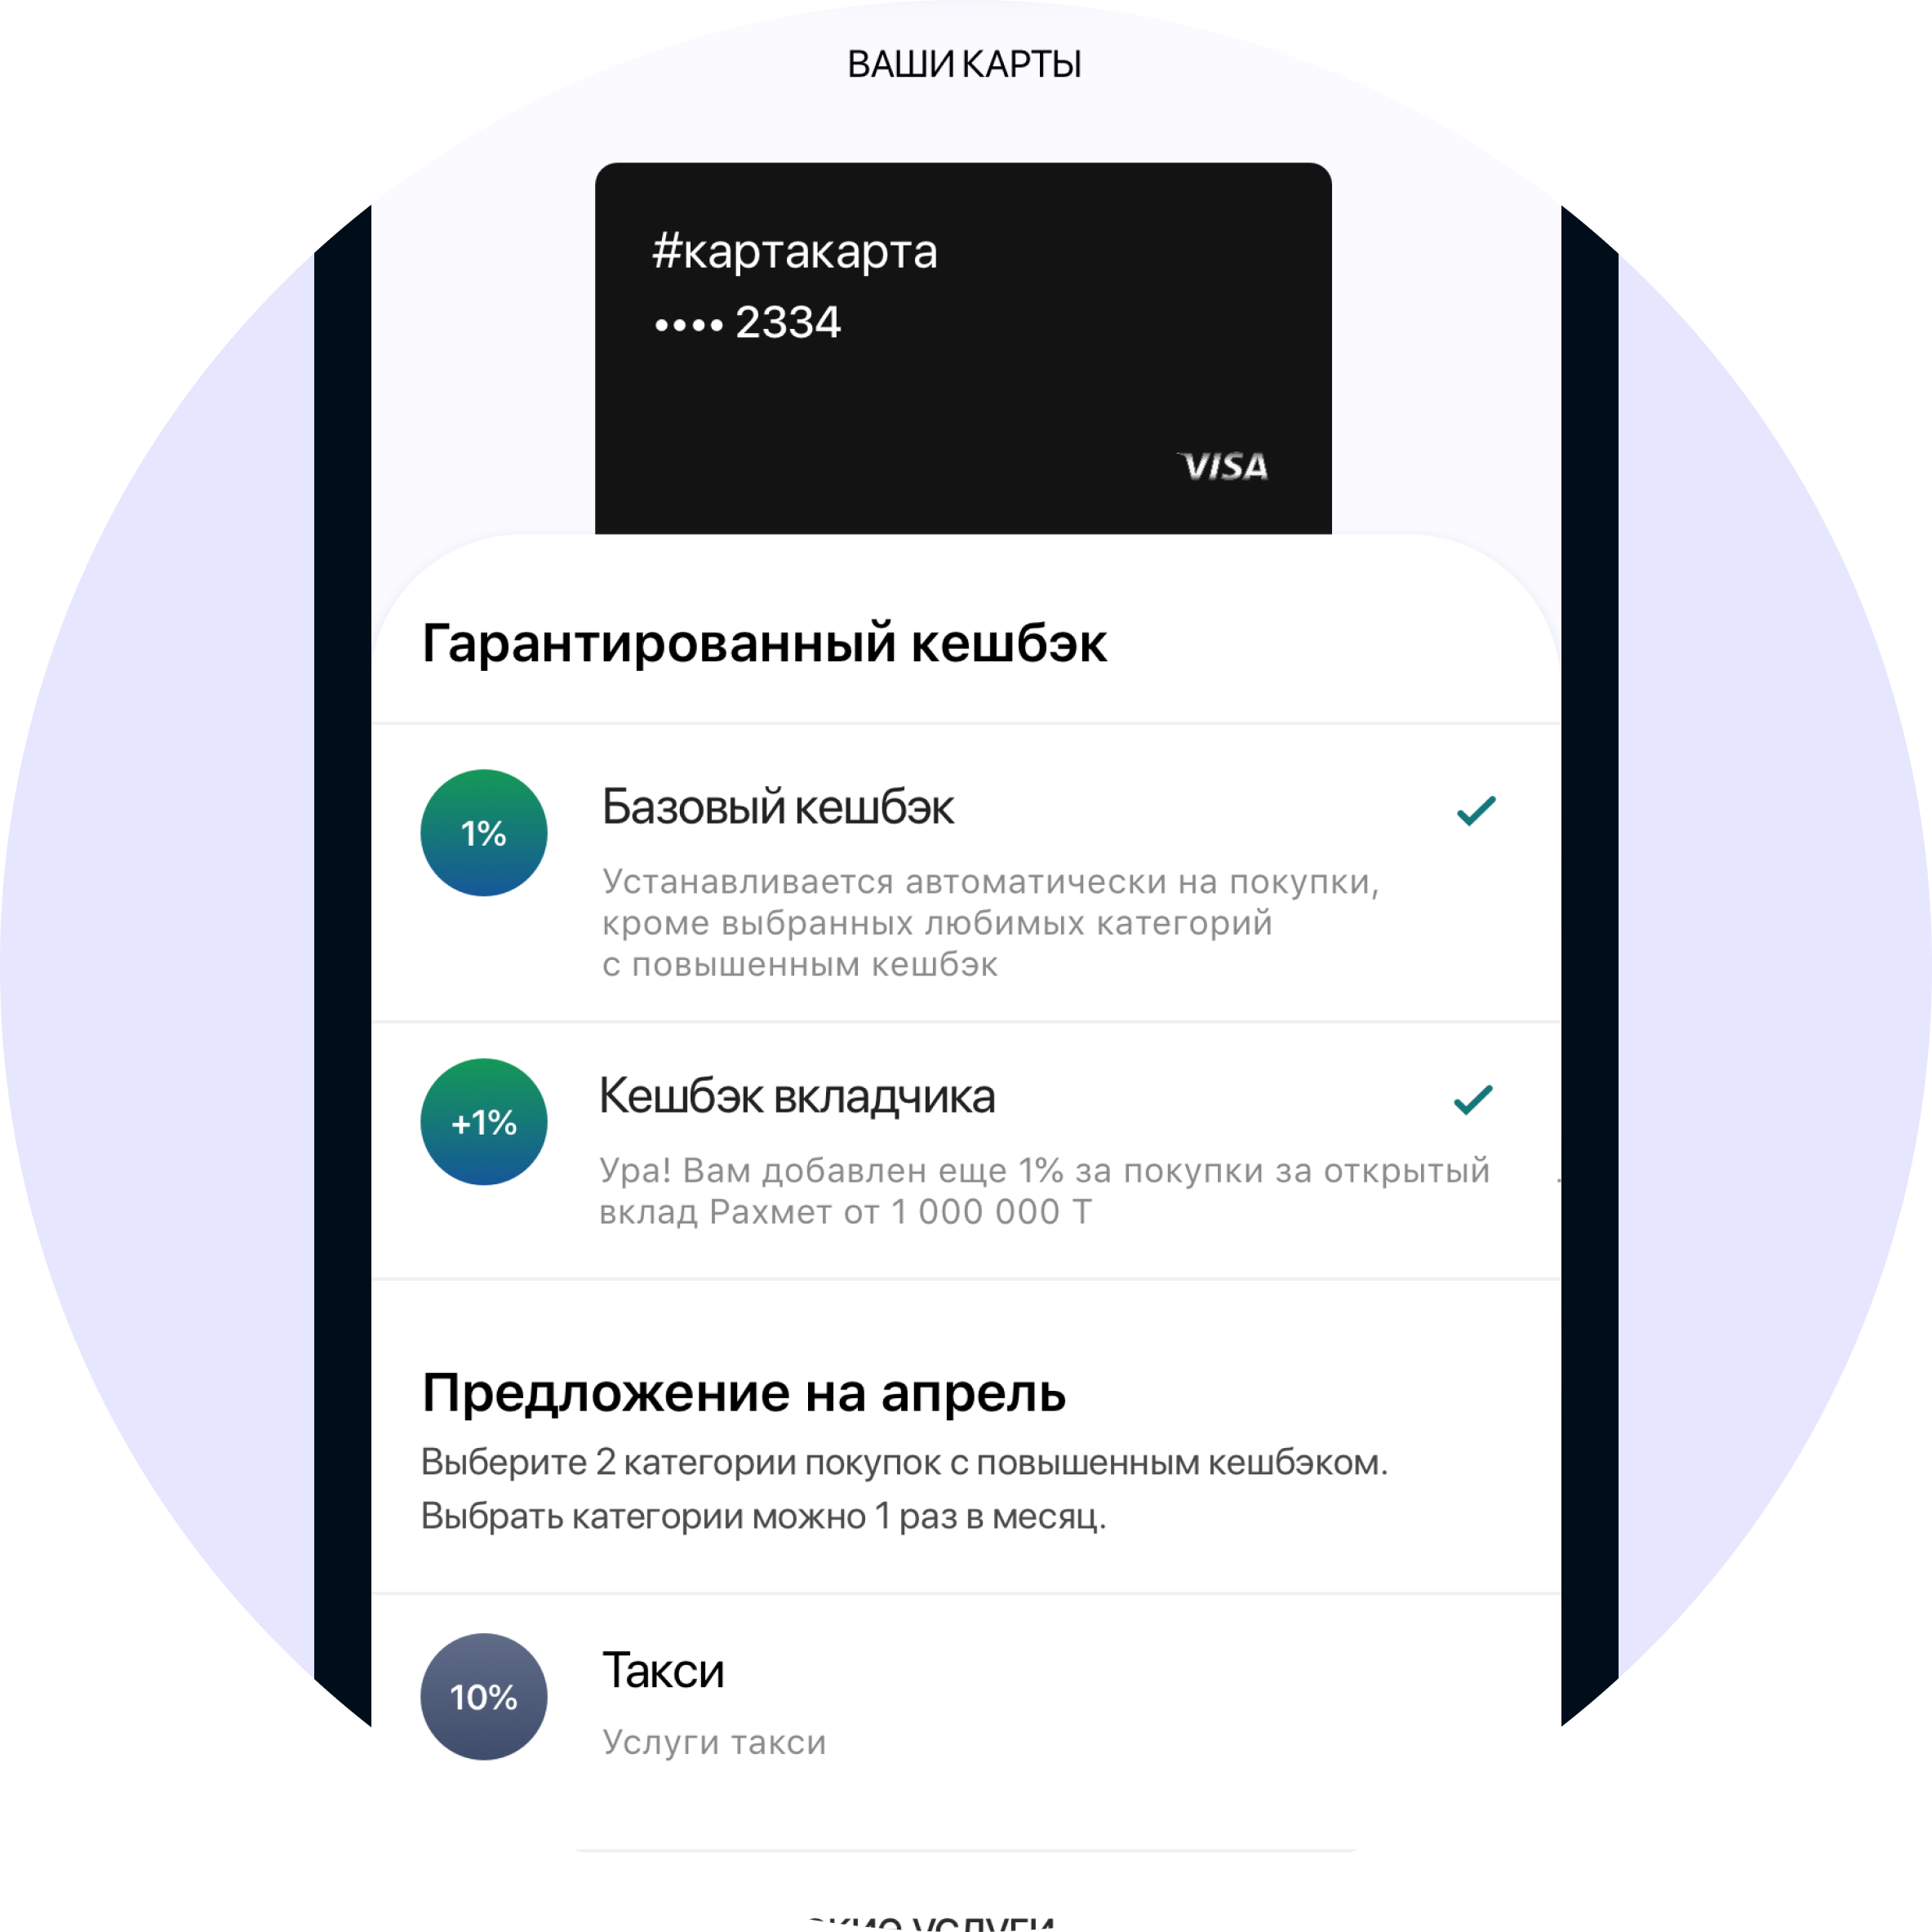 ВАШИ КАРТЫ
#картакарта
•••• 2334
VISA
Гарантированный кешбэк
1%
Базовый кешбэк
Устанавливается автоматически на покупки,
кроме выбранных любимых категорий
с повышенным кешбэк
+1%
Кешбэк вкладчика
Ура! Вам добавлен еще 1% за покупки за открытый
вклад Рахмет от 1 000 000 Т
Предложение на апрель
Выберите 2 категории покупок с повышенным кешбэком.
Выбрать категории можно 1 раз в месяц.
10%
Такси
Услуги такси
услуги